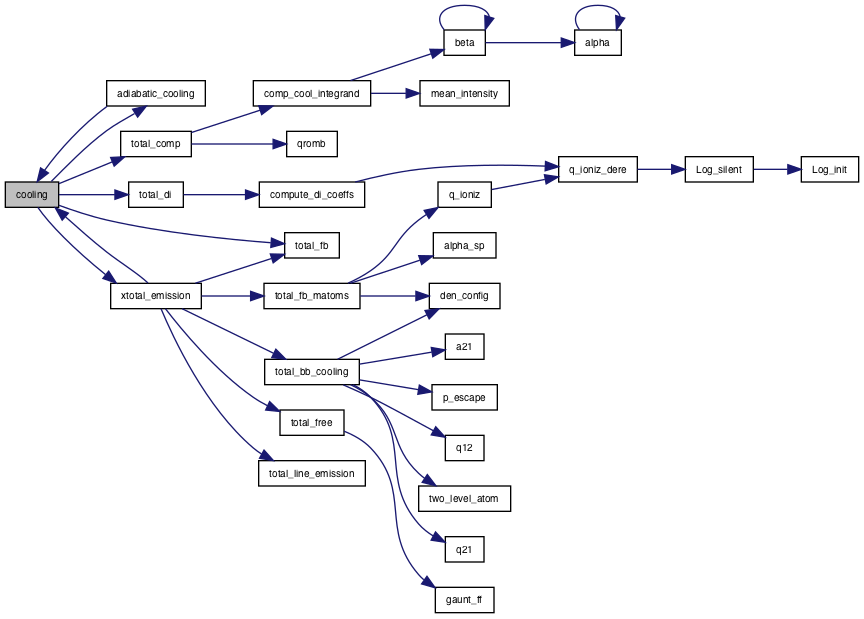 beta
alpha
adiabatic_cooling
comp_cool_integrand
mean_intensity
total_comp
qromb
q_ioniz_dere
Log_silent
Log_init
cooling
total_di
compute_di_coeffs
q_ioniz
total_fb
alpha_sp
xtotal_emission
total_fb_matoms
den_config
a21
total_bb_cooling
p_escape
total_free
q12
total_line_emission
two_level_atom
q21
gaunt_ff